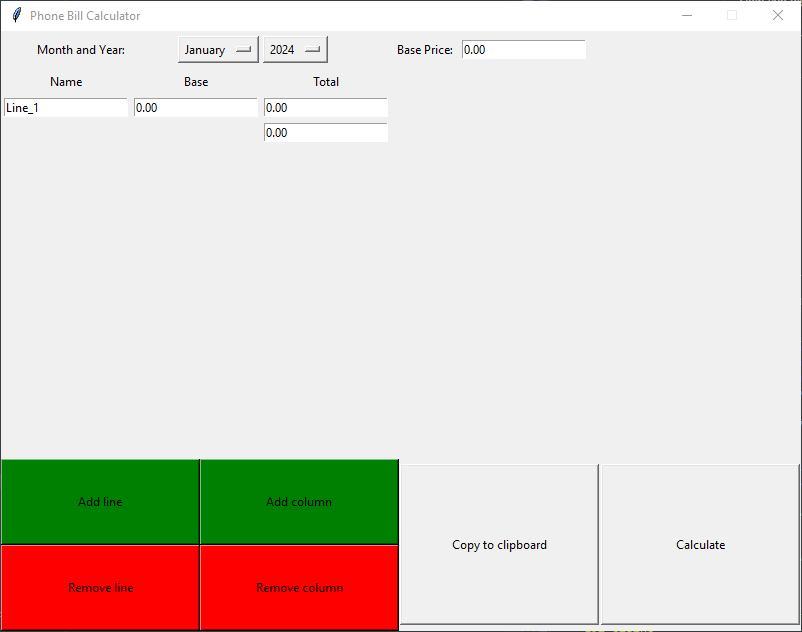 Phone Bill Calculator
Month and Year: January 2024 Base Price: 0.00
Name Base Total
Line_1 0.00 0.00
0.00
Add line Add column
Copy to clipboard Calculate
Remove line Remove column